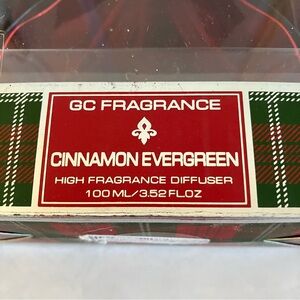 GC FRAGRANCE
CINNAMON EVERGREEN
HIGH FRAGRANCE DIFFUSER
100 ML/3.52 FL OZ